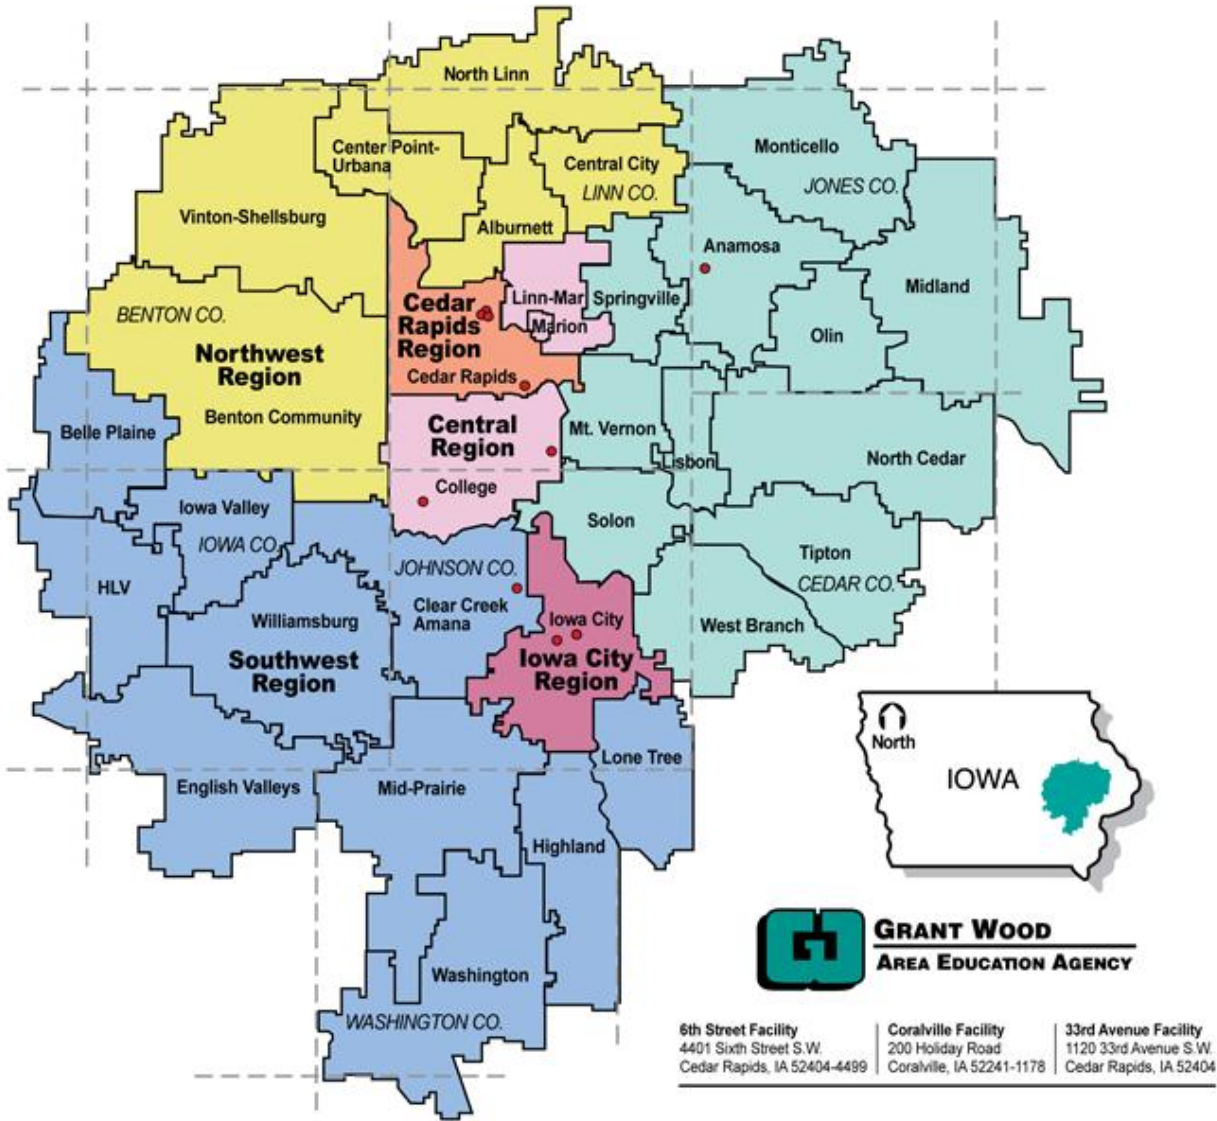 North Linn
Center Point-
Urbana
Central City
LINN CO.
Monticello
JONES CO.
Vinton-Shellsburg
Alburnett
Anamosa
Midland
BENTON CO.
Northwest
Region
Benton Community
Cedar
Rapids
Region
Cedar Rapids
Linn-Mar
Marion
Springville
Olin
Belle Plaine
Central
Region
College
Mt. Vernon
Lisbon
North Cedar
Iowa Valley
IOWA CO.
HLV
JOHNSON CO.
Clear Creek
Amana
Solon
Tipton
CEDAR CO.
Williamsburg
Southwest
Region
Iowa City
Iowa City
Region
West Branch
English Valleys
Mid-Prairie
Lone Tree
Highland
Washington
WASHINGTON CO.
North
IOWA
GRANT WOOD
AREA EDUCATION AGENCY
6th Street Facility
4401 Sixth Street S.W.
Cedar Rapids, IA 52404-4499
Coralville Facility
200 Holiday Road
Coralville, IA 52241-1178
33rd Avenue Facility
1120 33rd Avenue S.W.
Cedar Rapids, IA 52404